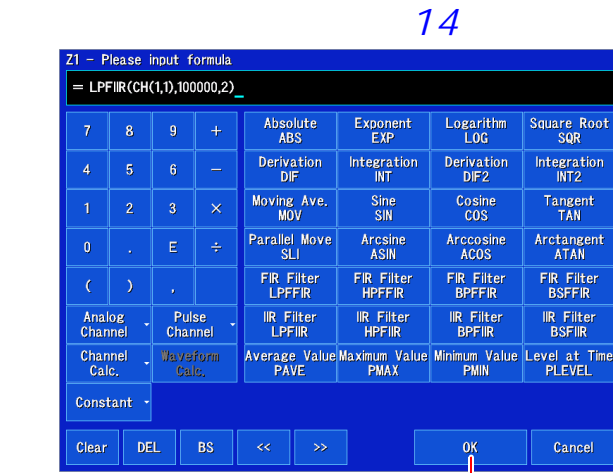 14
Z1 - Please input formula
= LPFIIR(CH(1,1),100000,2)_
7 8 9 + Absolute ABS Exponent EXP Logarithm LOG Square Root SQR
4 5 6 - Derivation DIF Integration INT Derivation DIF2 Integration INT2
1 2 3 × Moving Ave. MOV Sine SIN Cosine COS Tangent TAN
0 . E ÷ Parallel Move SLI Arcsine ASIN Arccosine ACOS Arctangent ATAN
( ) , FIR Filter LPFFIR FIR Filter HPFFIR FIR Filter BPFFIR FIR Filter BSFFIR
Analog Channel Pulse Channel IIR Filter LPFIIR IIR Filter HPFIIR IIR Filter BPFIIR IIR Filter BSFIIR
Channel Calc. Waveform Calc. Average Value PAVE Maximum Value PMAX Minimum Value PMIN Level at Time PLEVEL
Constant
Clear DEL BS << >> OK Cancel